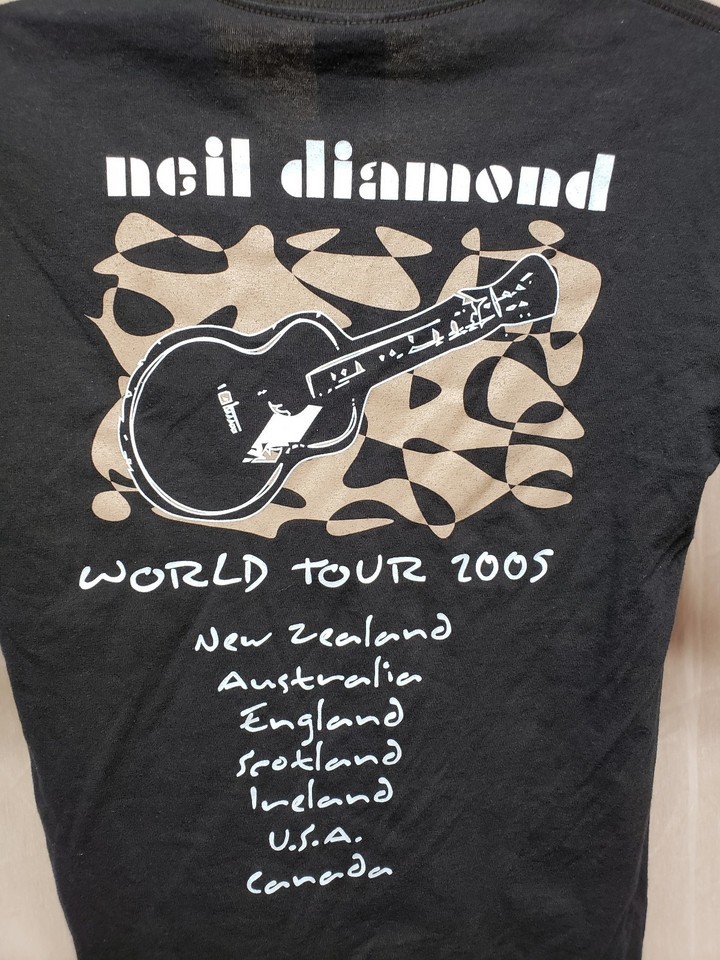 neil diamond
WORLD TOUR 2005
New Zealand
Australia
England
Scotland
Ireland
U.S.A.
Canada